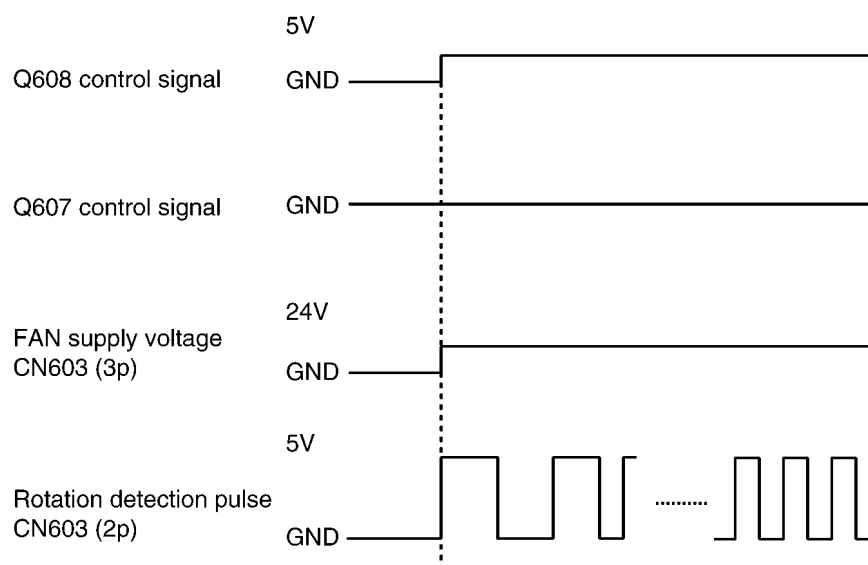 5V
Q608 control signal GND
Q607 control signal GND
24V
FAN supply voltage
CN603 (3p) GND
5V
Rotation detection pulse
CN603 (2p) GND